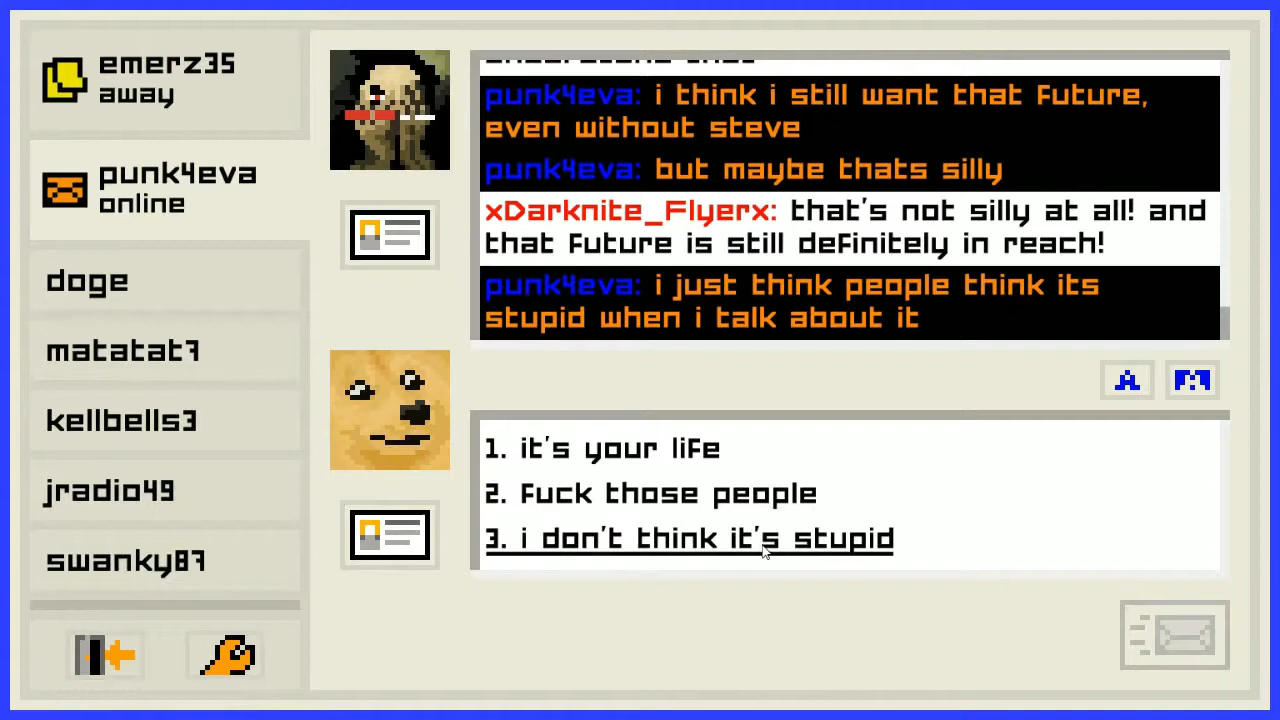 emerz35
away
punk4eva
online
doge
matatat7
kellbells3
jradio49
swanky87
punk4eva: i think i still want that future,
even without steve
punk4eva: but maybe thats silly
xDarknite_Flyerx: that's not silly at all! and
that future is still definitely in reach!
punk4eva: i just think people think its
stupid when i talk about it
A
M
1. it's your life
2. fuck those people
3. i don't think it's stupid